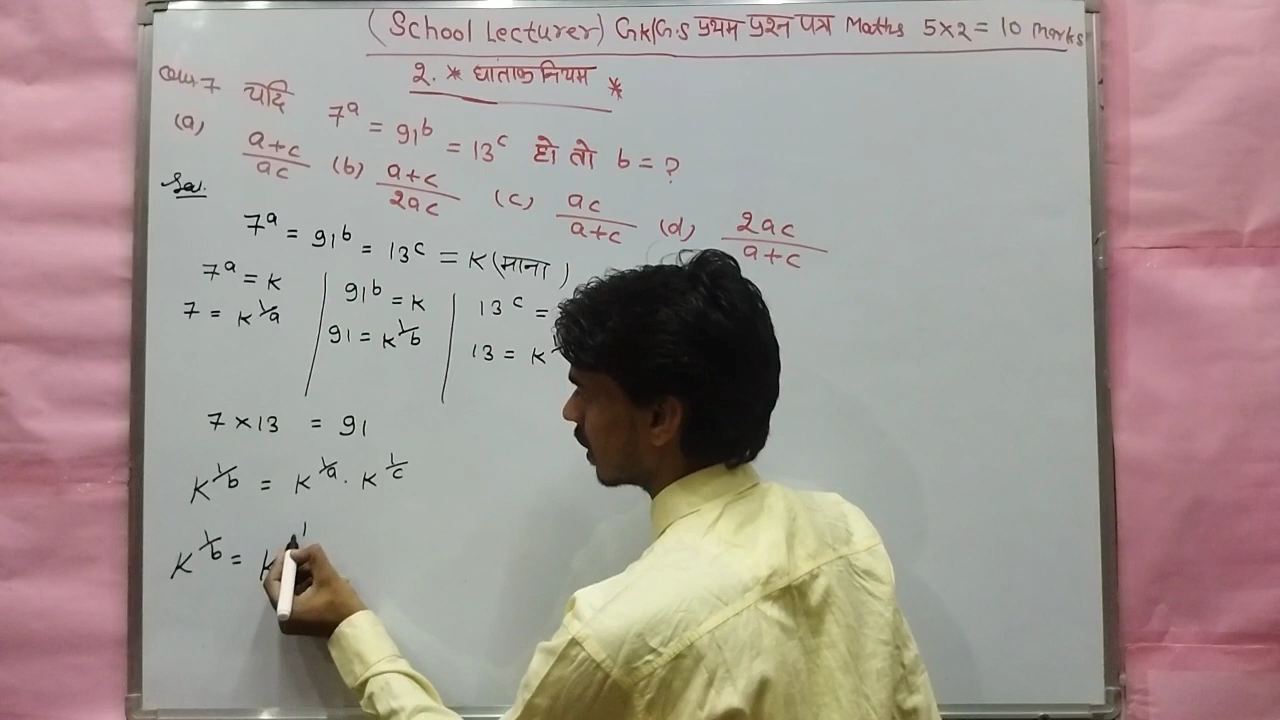 (School Lecturer) GK/G.S प्रथम प्रश्न पत्र Maths 5×2 = 10 Marks
2. * घातांक नियम *
Ques 7 यदि 7^a = 91^b = 13^c हो तो b = ?
(a) a+c/ac (b) a+c/2ac (c) ac/a+c (d) 2ac/a+c
Sol.
7^a = 91^b = 13^c = K (माना)
7^a = K | 91^b = K | 13^c =
7 = K^1/a | 91 = K^1/b | 13 = K
7 × 13 = 91
K^1/b = K^1/a . K^1/c
K^1/b = K